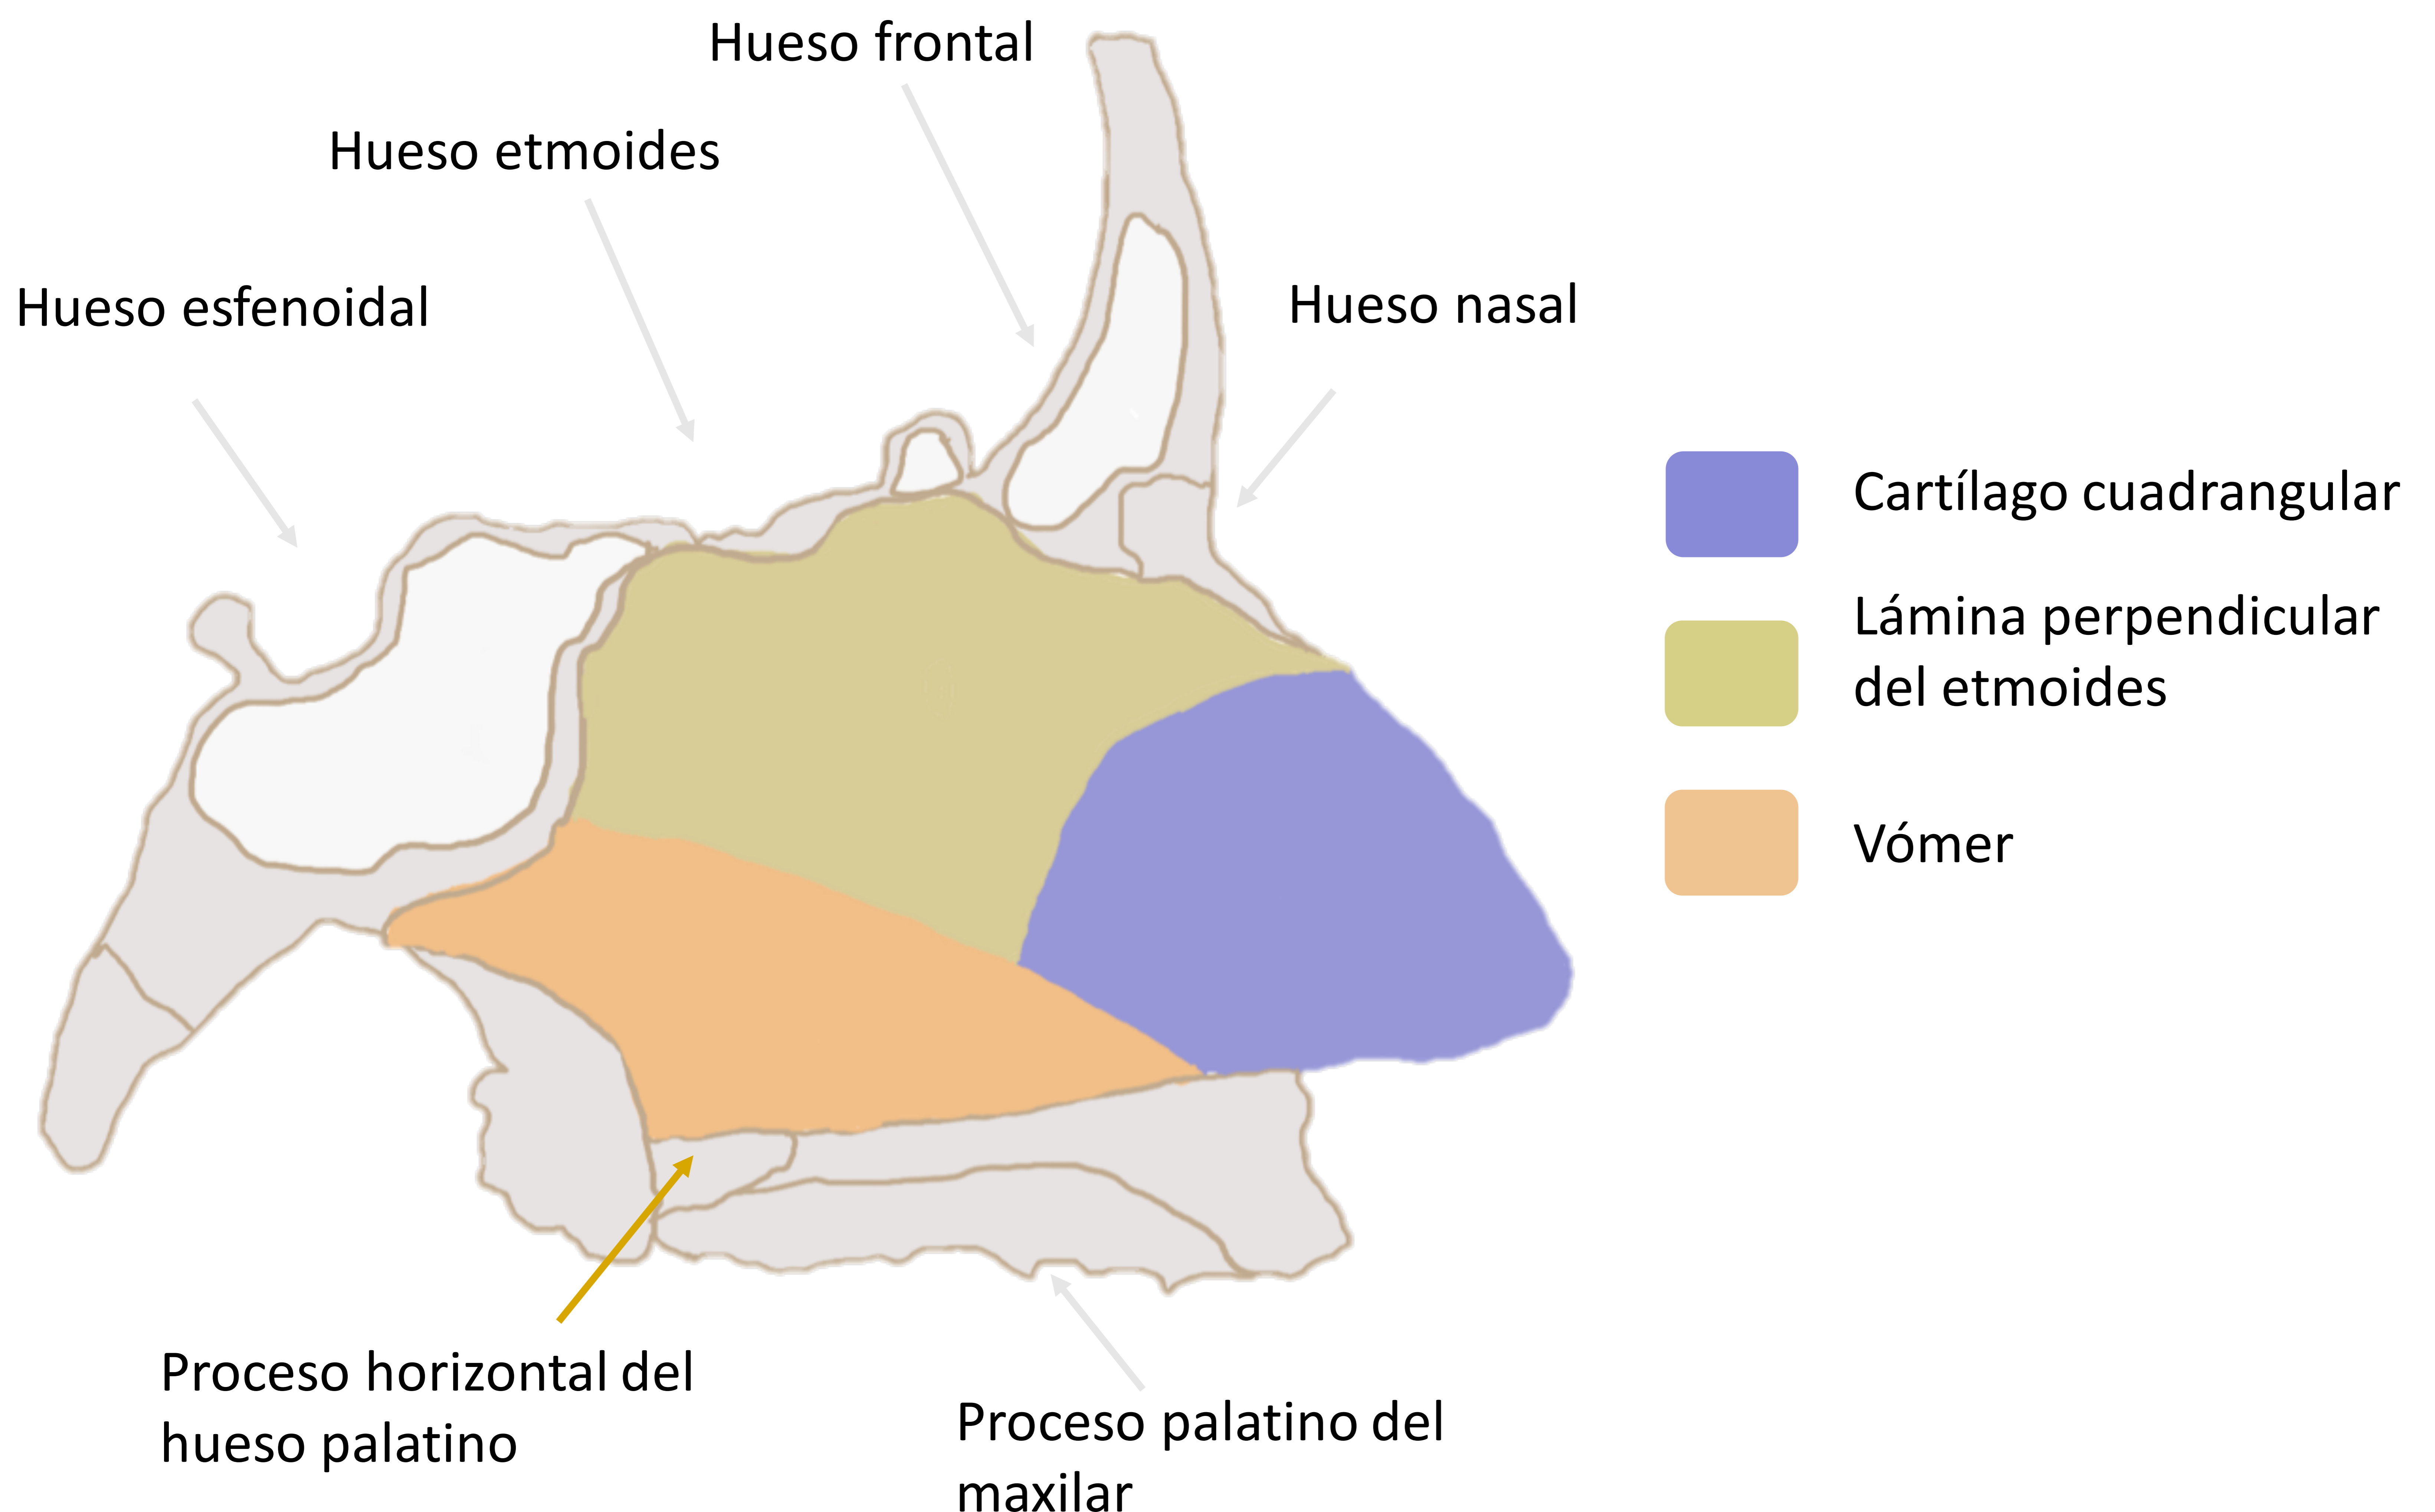 Hueso frontal
Hueso etmoides
Hueso esfenoidal
Hueso nasal
Cartílago cuadrangular
Lámina perpendicular
del etmoides
Vómer
Proceso horizontal del
hueso palatino
Proceso palatino del
maxilar